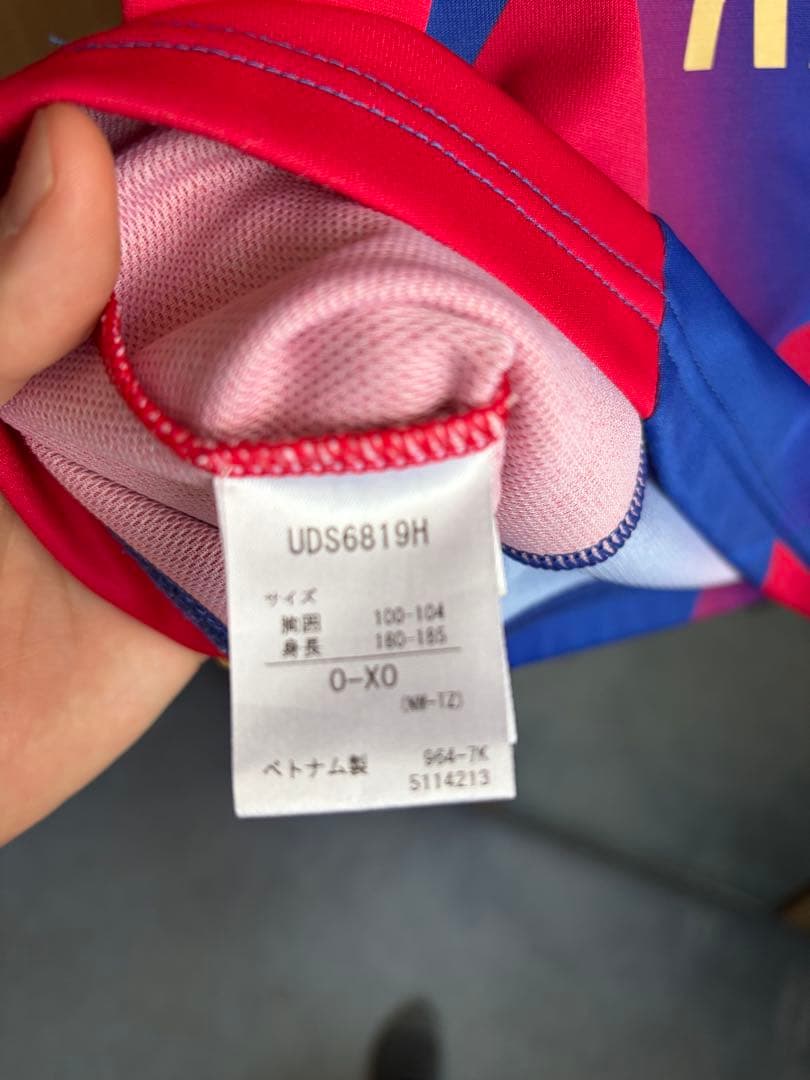 UDS6819H
サイズ
胸囲 100-104
身長 180-185
O-XO
(NW-TZ)
ベトナム製 964-7K
5114213